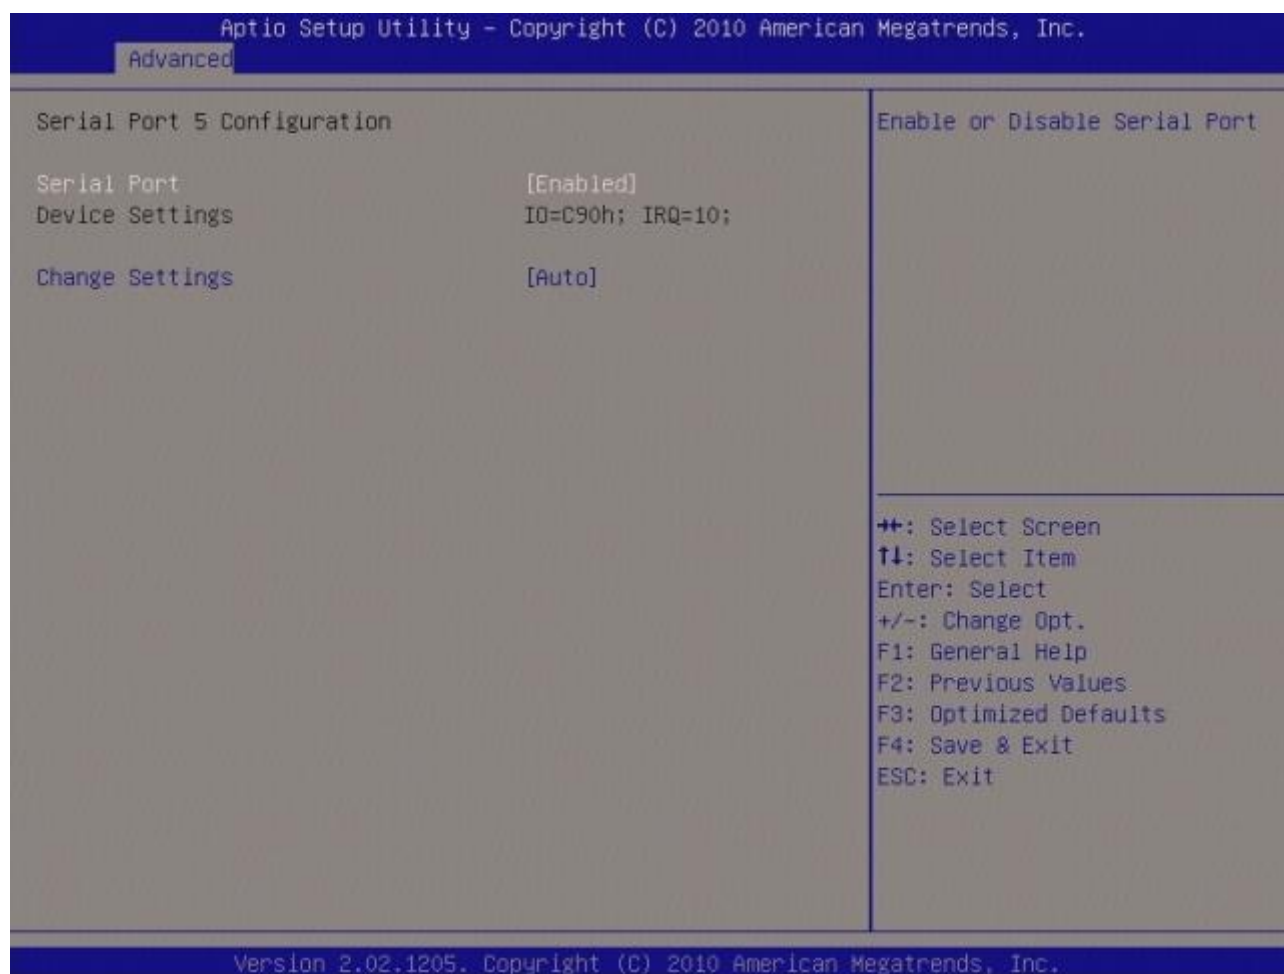 Aptio Setup Utility – Copyright (C) 2010 American Megatrends, Inc.
Advanced
Serial Port 5 Configuration
Serial Port [Enabled]
Device Settings IO=C90h; IRQ=10;
Change Settings [Auto]
Enable or Disable Serial Port
→←: Select Screen
↑↓: Select Item
Enter: Select
+/-: Change Opt.
F1: General Help
F2: Previous Values
F3: Optimized Defaults
F4: Save & Exit
ESC: Exit
Version 2.02.1205. Copyright (C) 2010 American Megatrends, Inc.